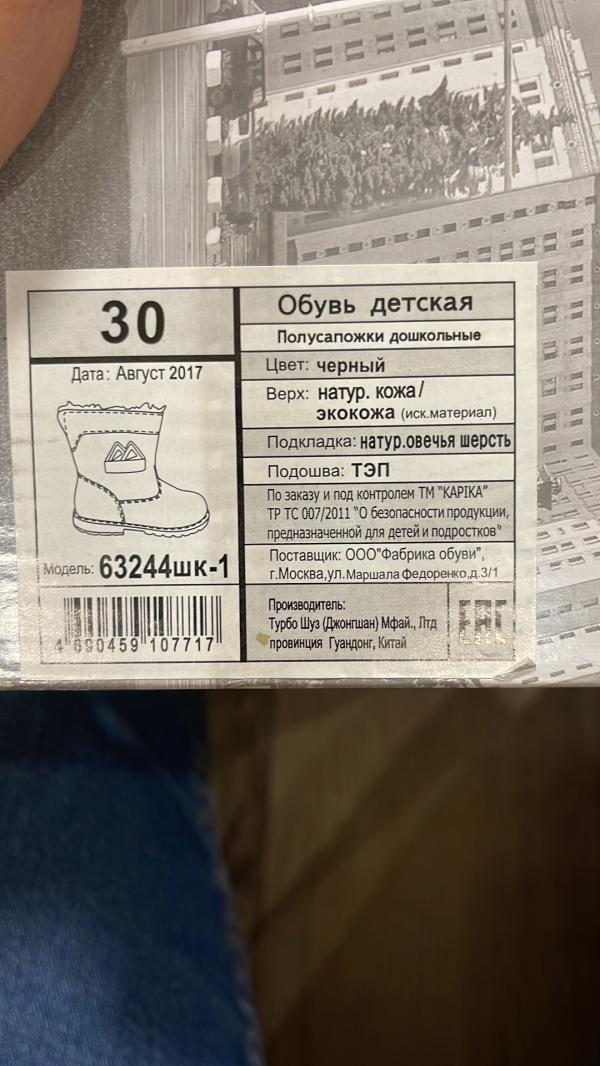 30
Дата: Август 2017
Модель: 63244шк-1
4 690459 107717
Обувь детская
Полусапожки дошкольные
Цвет: черный
Верх: натур. кожа/
экокожа (иск.материал)
Подкладка: натур.овечья шерсть
Подошва: ТЭП
По заказу и под контролем ТМ "KAPIKA"
ТР ТС 007/2011 "О безопасности продукции,
предназначенной для детей и подростков"
Поставщик: ООО"Фабрика обуви",
г.Москва,ул.Маршала Федоренко,д.3/1
Производитель:
Турбо Шуз (Джонгшан) Мфай., Лтд
провинция Гуандонг, Китай
EAC